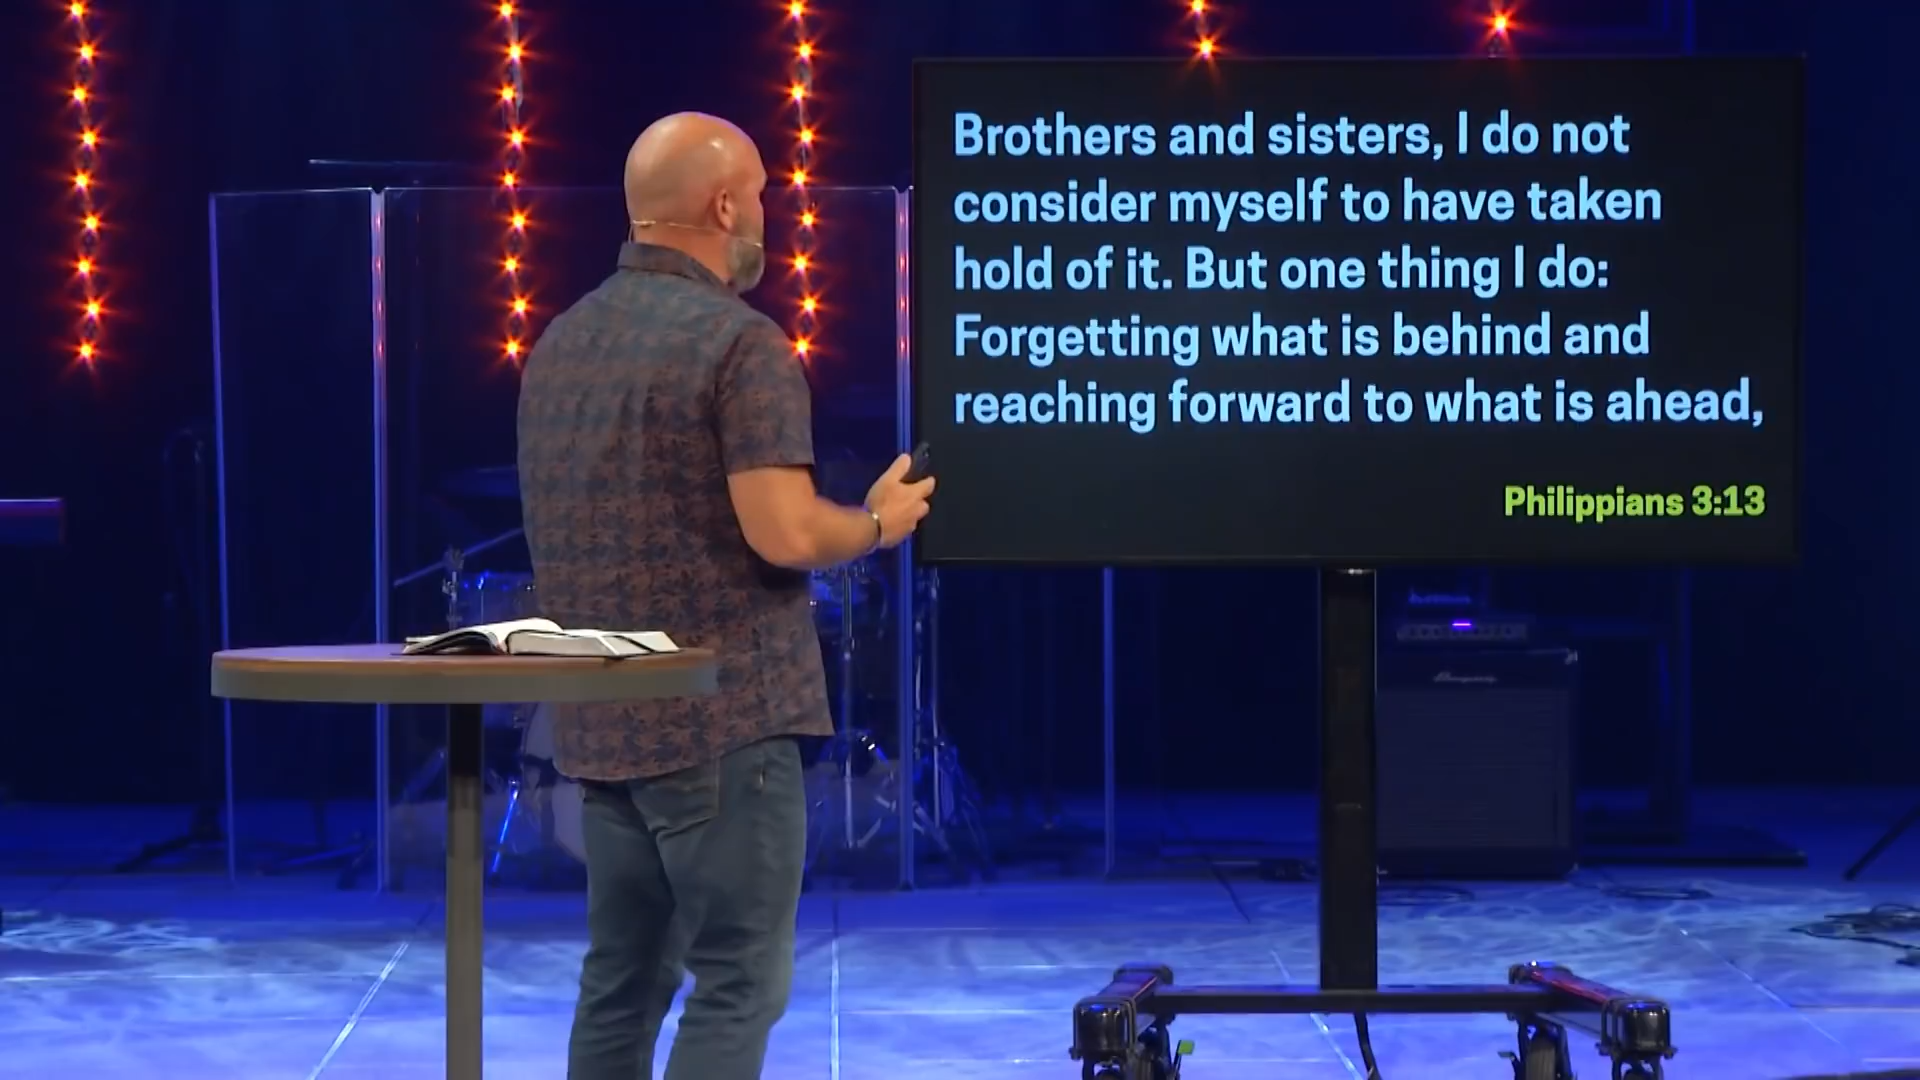 Brothers and sisters, I do not
consider myself to have taken
hold of it. But one thing I do:
Forgetting what is behind and
reaching forward to what is ahead,
Philippians 3:13